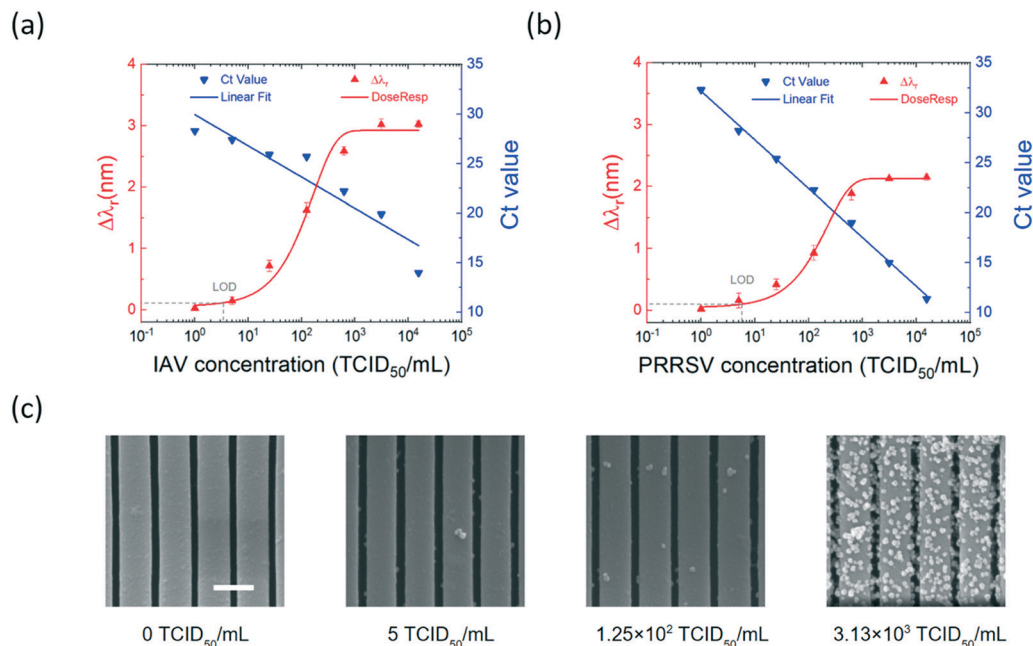 (a)
Ct Value
Δλr
Linear Fit
DoseResp
Δλr(nm)
4
3
2
1
0
LOD
35
30
25
20
15
10
Ct value
10-1 100 101 102 103 104 105
IAV concentration (TCID50/mL)
(b)
Ct Value
Δλr
Linear Fit
DoseResp
Δλr(nm)
4
3
2
1
0
LOD
35
30
25
20
15
10
Ct value
10-1 100 101 102 103 104 105
PRRSV concentration (TCID50/mL)
(c)
0 TCID50/mL
5 TCID50/mL
1.25×10² TCID50/mL
3.13×10³ TCID50/mL